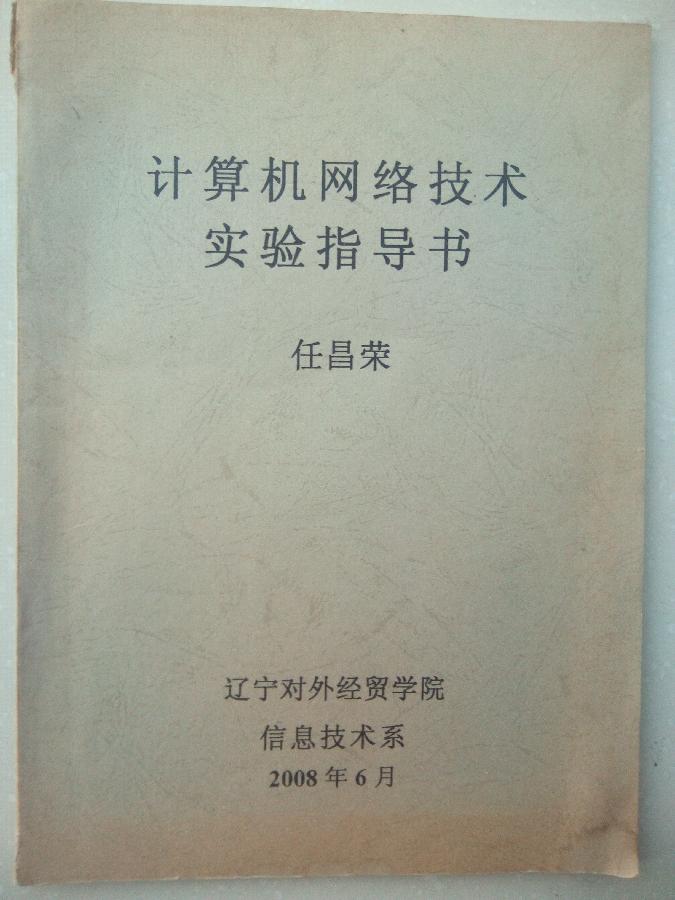 计算机网络技术
实验指导书
任昌荣
辽宁对外经贸学院
信息技术系
2008年6月